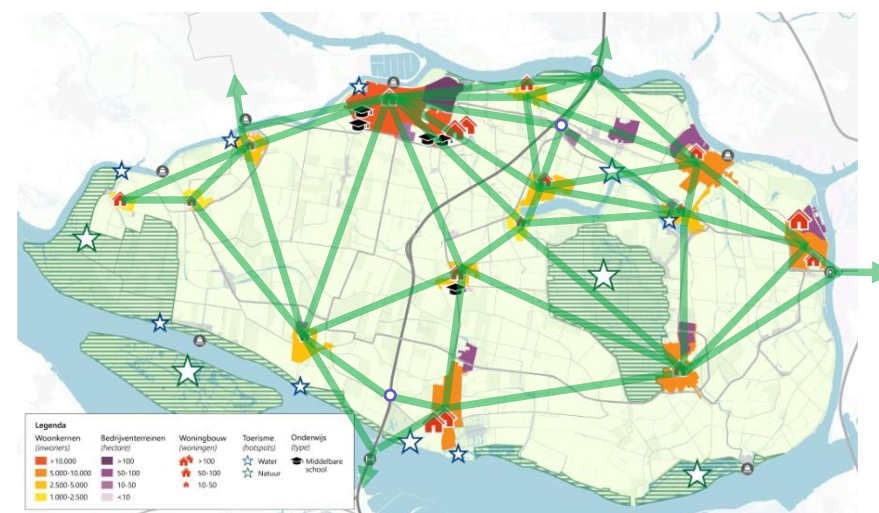 Legenda
Woonkernen Bedrijventerreinen Woningbouw Toerisme Onderwijs
(inwoners) (hectare) (woningen) (hotspots) (type)
>10.000 >100 >100 Water Middelbare school
5.000-10.000 50-100 50-100 Natuur
2.500-5.000 10-50 10-50
1.000-2.500 <10